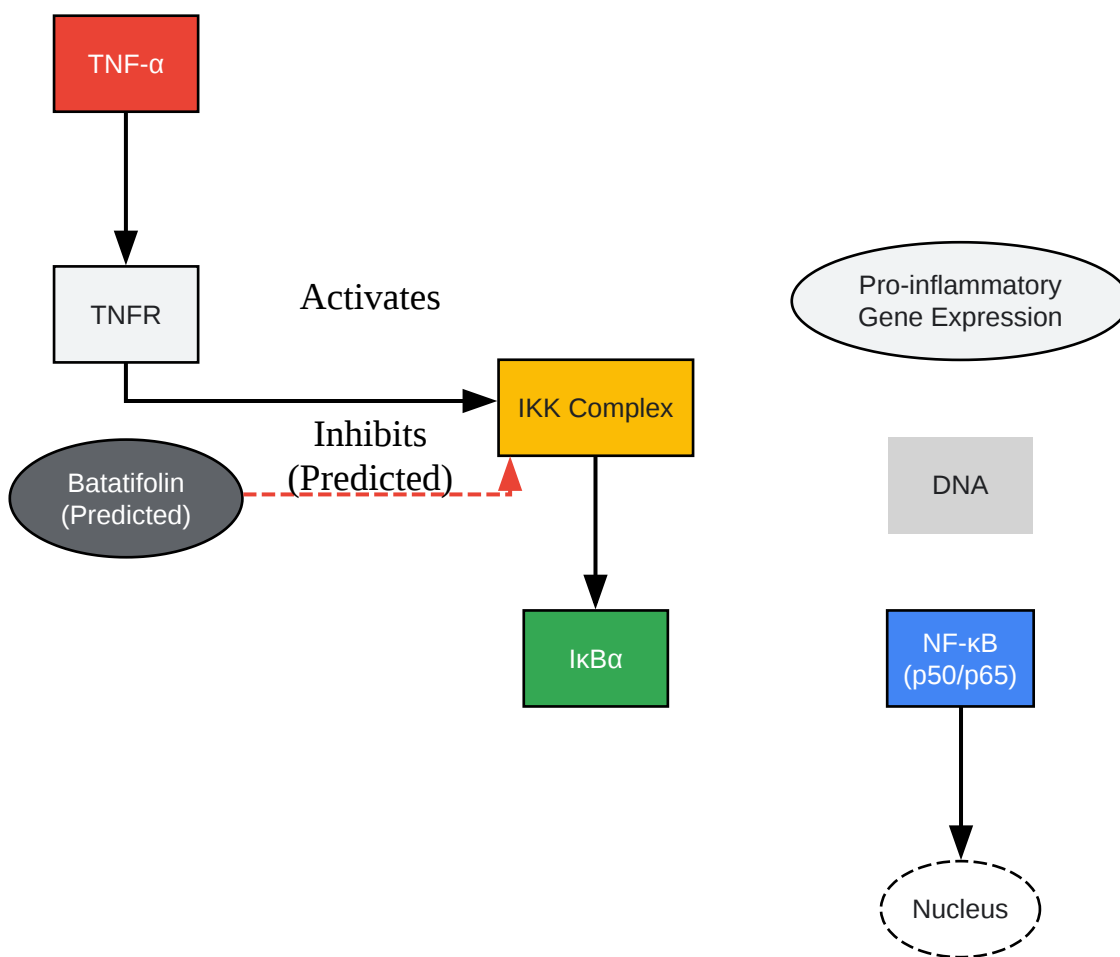 TNF-α
TNFR
Activates
Pro-inflammatory
Gene Expression
IKK Complex
Inhibits
(Predicted)
Batatifolin
(Predicted)
DNA
IκBα
NF-κB
(p50/p65)
Nucleus